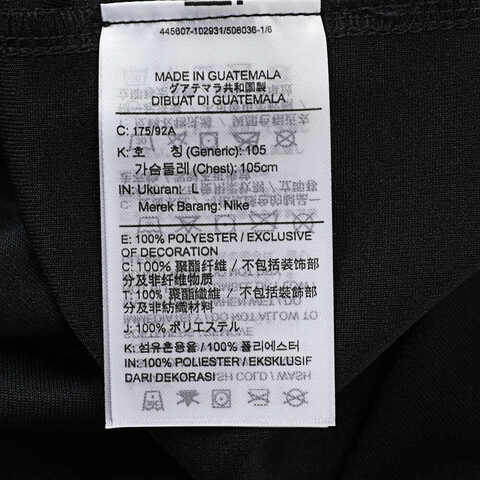 445607-102931/506036-1/6
MADE IN GUATEMALA
グアテマラ共和國製
DIBUAT DI GUATEMALA
C: 175/92A
K: 호 칭 (Generic): 105
가슴둘레 (Chest): 105cm
IN: Ukuran: L
Merek Barang: Nike
E: 100% POLYESTER / EXCLUSIVE
OF DECORATION
C: 100% 聚酯纤维 / 不包括装饰部
分及非纤维物质
T: 100% 聚酯纖維 / 不包括裝飾部
分及非紡織材料
J: 100% ポリエステル
K: 섬유혼용율 / 100% 폴리에스터
IN: 100% POLIESTER / EKSKLUSIF
DARI DEKORASI